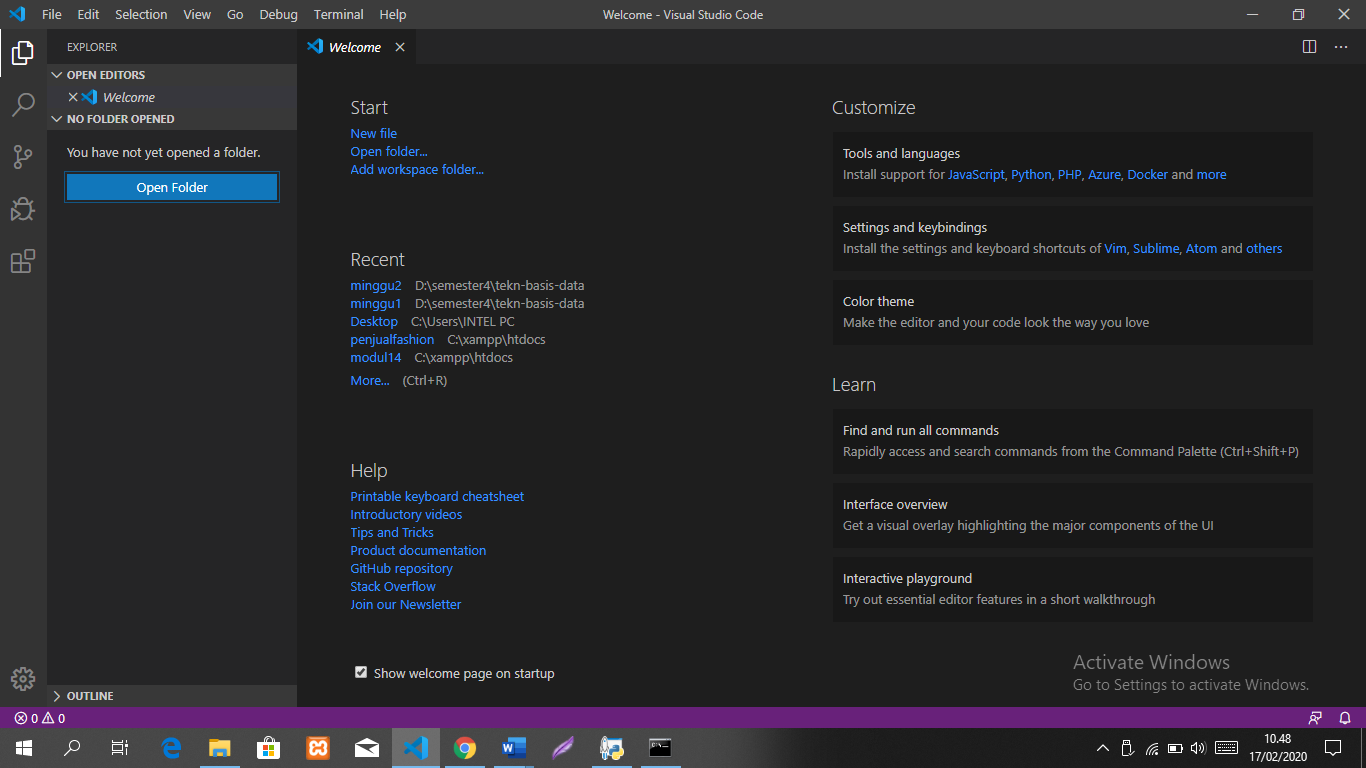 File Edit Selection View Go Debug Terminal Help
Welcome - Visual Studio Code
EXPLORER
OPEN EDITORS
Welcome
NO FOLDER OPENED
You have not yet opened a folder.
Open Folder
OUTLINE
Welcome
Start
New file
Open folder...
Add workspace folder...
Recent
minggu2 D:\semester4\tekn-basis-data
minggu1 D:\semester4\tekn-basis-data
Desktop C:\Users\INTEL PC
penjualfashion C:\xampp\htdocs
modul14 C:\xampp\htdocs
More... (Ctrl+R)
Help
Printable keyboard cheatsheet
Introductory videos
Tips and Tricks
Product documentation
GitHub repository
Stack Overflow
Join our Newsletter
Show welcome page on startup
Customize
Tools and languages
Install support for JavaScript, Python, PHP, Azure, Docker and more
Settings and keybindings
Install the settings and keyboard shortcuts of Vim, Sublime, Atom and others
Color theme
Make the editor and your code look the way you love
Learn
Find and run all commands
Rapidly access and search commands from the Command Palette (Ctrl+Shift+P)
Interface overview
Get a visual overlay highlighting the major components of the UI
Interactive playground
Try out essential editor features in a short walkthrough
Activate Windows
Go to Settings to activate Windows.
0 0
10.48
17/02/2020